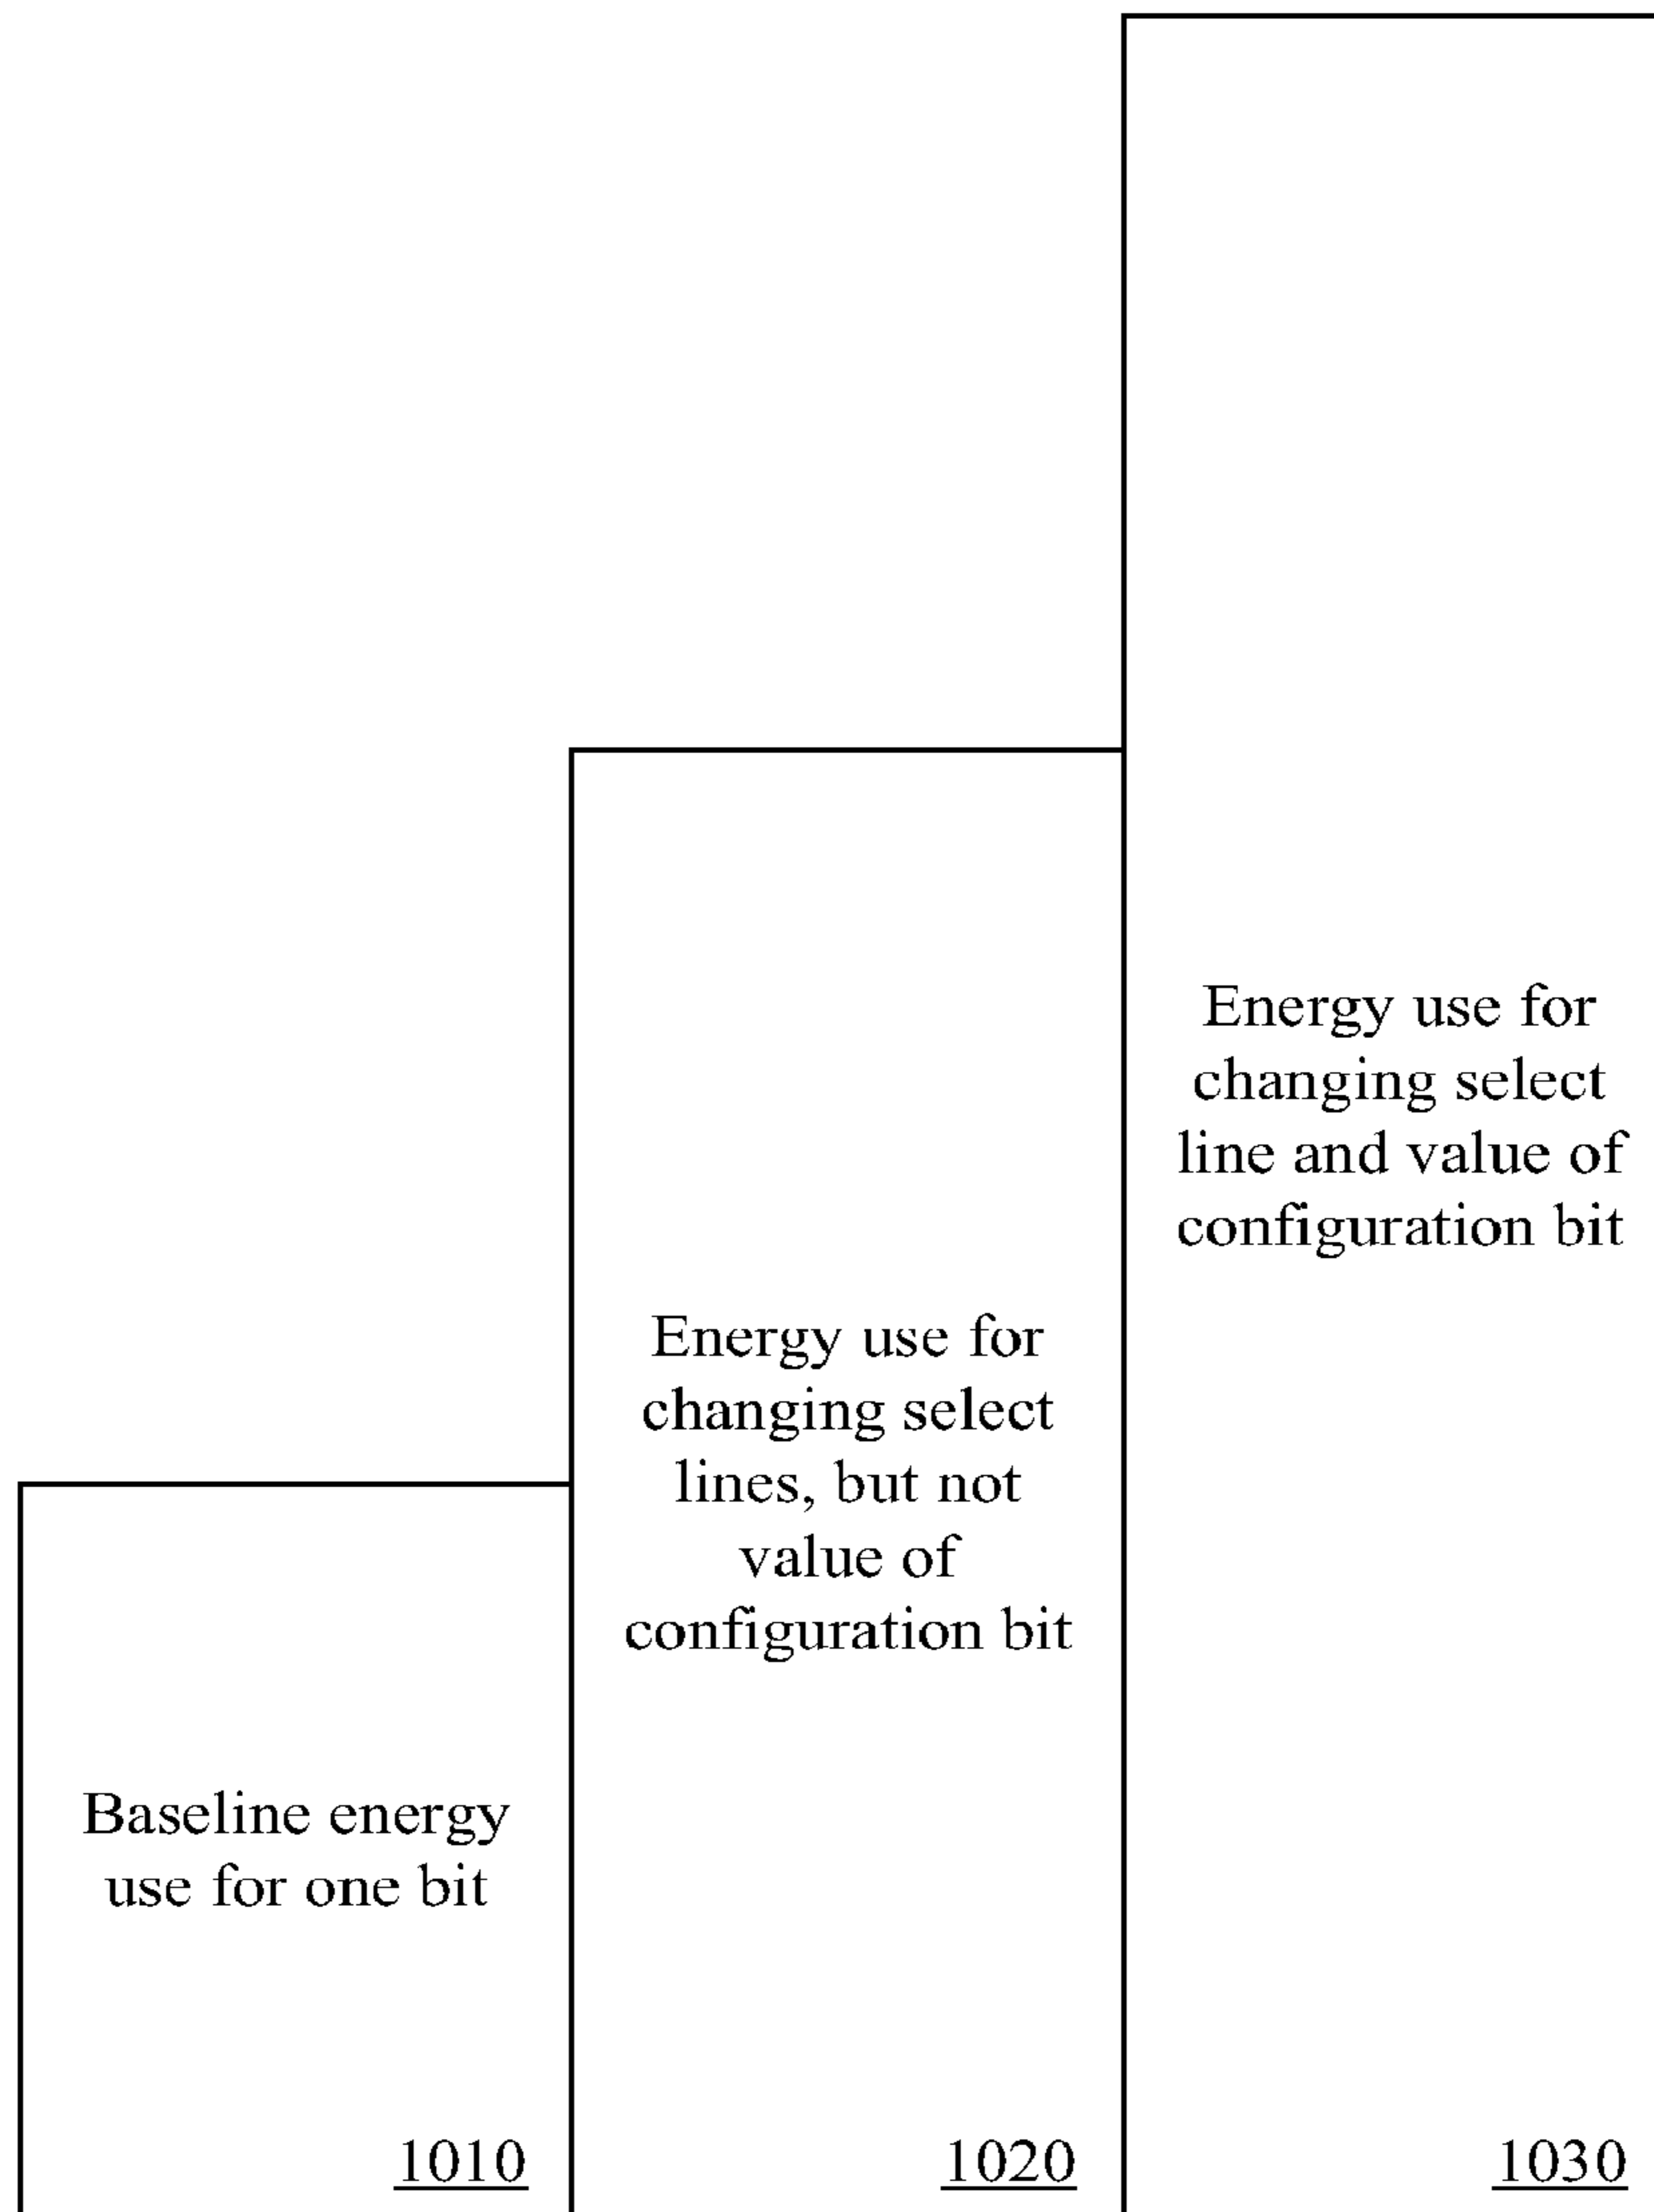 Baseline energy
use for one bit
1010
Energy use for
changing select
lines, but not
value of
configuration bit
1020
Energy use for
changing select
line and value of
configuration bit
1030